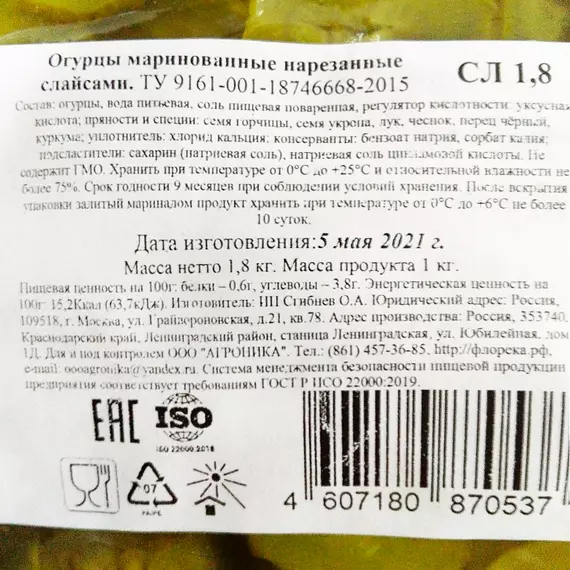 Огурцы маринованные нарезанные
слайсами. ТУ 9161-001-18746668-2015
СЛ 1,8
Состав: огурцы, вода питьевая, соль пищевая поваренная, регулятор кислотности: уксусная
кислота; пряности и специи: семя горчицы, семя укропа, лук, чеснок, перец чёрный,
куркума; уплотнитель: хлорид кальция; консерванты: бензоат натрия, сорбат калия;
подсластители: сахарин (натриевая соль), натриевая соль цикламовой кислоты. Не
содержит ГМО. Хранить при температуре от 0°С до +25°С и относительной влажности не
более 75%. Срок годности 9 месяцев при соблюдении условий хранения. После вскрытия
упаковки залитый маринадом продукт хранить при температуре от 0°С до +6°С не более
10 суток.
Дата изготовления:5 мая 2021 г.
Масса нетто 1,8 кг. Масса продукта 1 кг.
Пищевая ценность на 100г: белки – 0,6г, углеводы – 3,8г. Энергетическая ценность на
100г: 15,2Ккал (63,7кДж). Изготовитель: ИП Сгибнев О.А. Юридический адрес: Россия,
109518, г. Москва, ул. Грайвороновская, д.21, кв.78. Адрес производства: Россия, 353740,
Краснодарский край, Ленинградский район, станица Ленинградская, ул. Юбилейная, дом
1Д. Для и под контролем ООО "АГРОНИКА". Тел.: (861) 457-36-85, http://флорека.рф,
e-mail: oooagronika@yandex.ru. Система менеджмента безопасности пищевой продукции
предприятия соответствует требованиям ГОСТ Р ИСО 22000:2019.
ЕАС
ISO
ISO 22000:2018
07
PA/PE
4 607180 870537